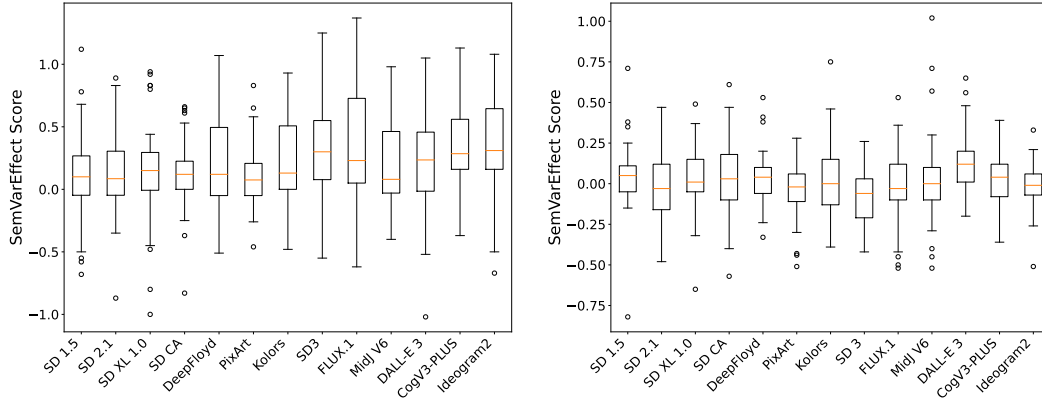 SemVarEffect Score
1.0
0.5
0.0
−0.5
−1.0
SD 1.5
SD 2.1
SD XL 1.0
SD CA
DeepFloyd
PixArt
Kolors
SD3
FLUX.1
MidJ V6
DALL-E 3
CogV3-PLUS
Ideogram2
SemVarEffect Score
1.00
0.75
0.50
0.25
0.00
−0.25
−0.50
−0.75
SD 1.5
SD 2.1
SD XL 1.0
SD CA
DeepFloyd
PixArt
Kolors
SD 3
FLUX.1
MidJ V6
DALL-E 3
CogV3-PLUS
Ideogram2